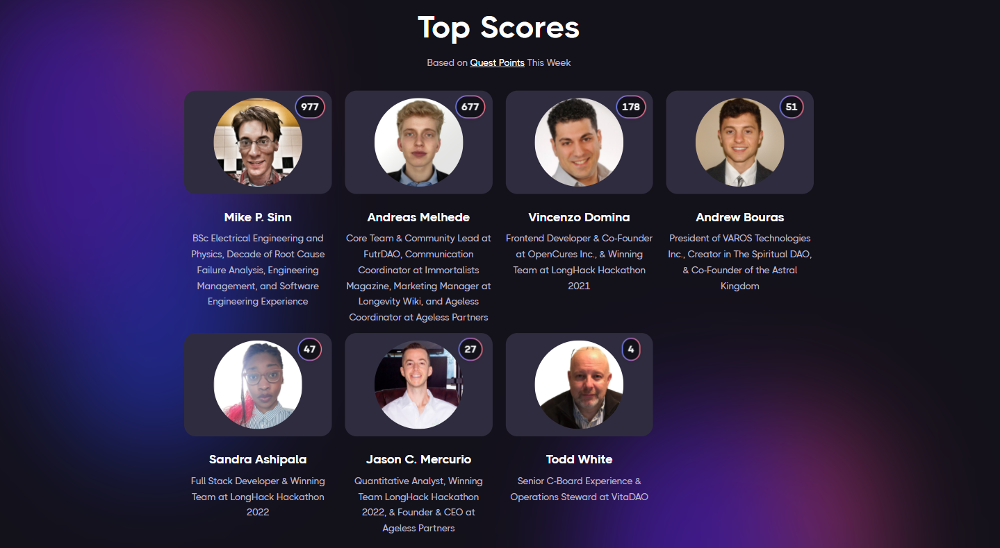 Top Scores
Based on Quest Points This Week
977
677
178
51
Mike P. Sinn
BSc Electrical Engineering and
Physics, Decade of Root Cause
Failure Analysis, Engineering
Management, and Software
Engineering Experience
Andreas Melhede
Core Team & Community Lead at
FutrDAO, Communication
Coordinator at Immortalists
Magazine, Marketing Manager at
Longevity Wiki, and Ageless
Coordinator at Ageless Partners
Vincenzo Domina
Frontend Developer & Co-Founder
at OpenCures Inc., & Winning
Team at LongHack Hackathon
2021
Andrew Bouras
President of VAROS Technologies
Inc., Creator in The Spiritual DAO,
& Co-Founder of the Astral
Kingdom
47
27
4
Sandra Ashipala
Full Stack Developer & Winning
Team at LongHack Hackathon
2022
Jason C. Mercurio
Quantitative Analyst, Winning
Team LongHack Hackathon
2022, & Founder & CEO at
Ageless Partners
Todd White
Senior C-Board Experience &
Operations Steward at VitaDAO